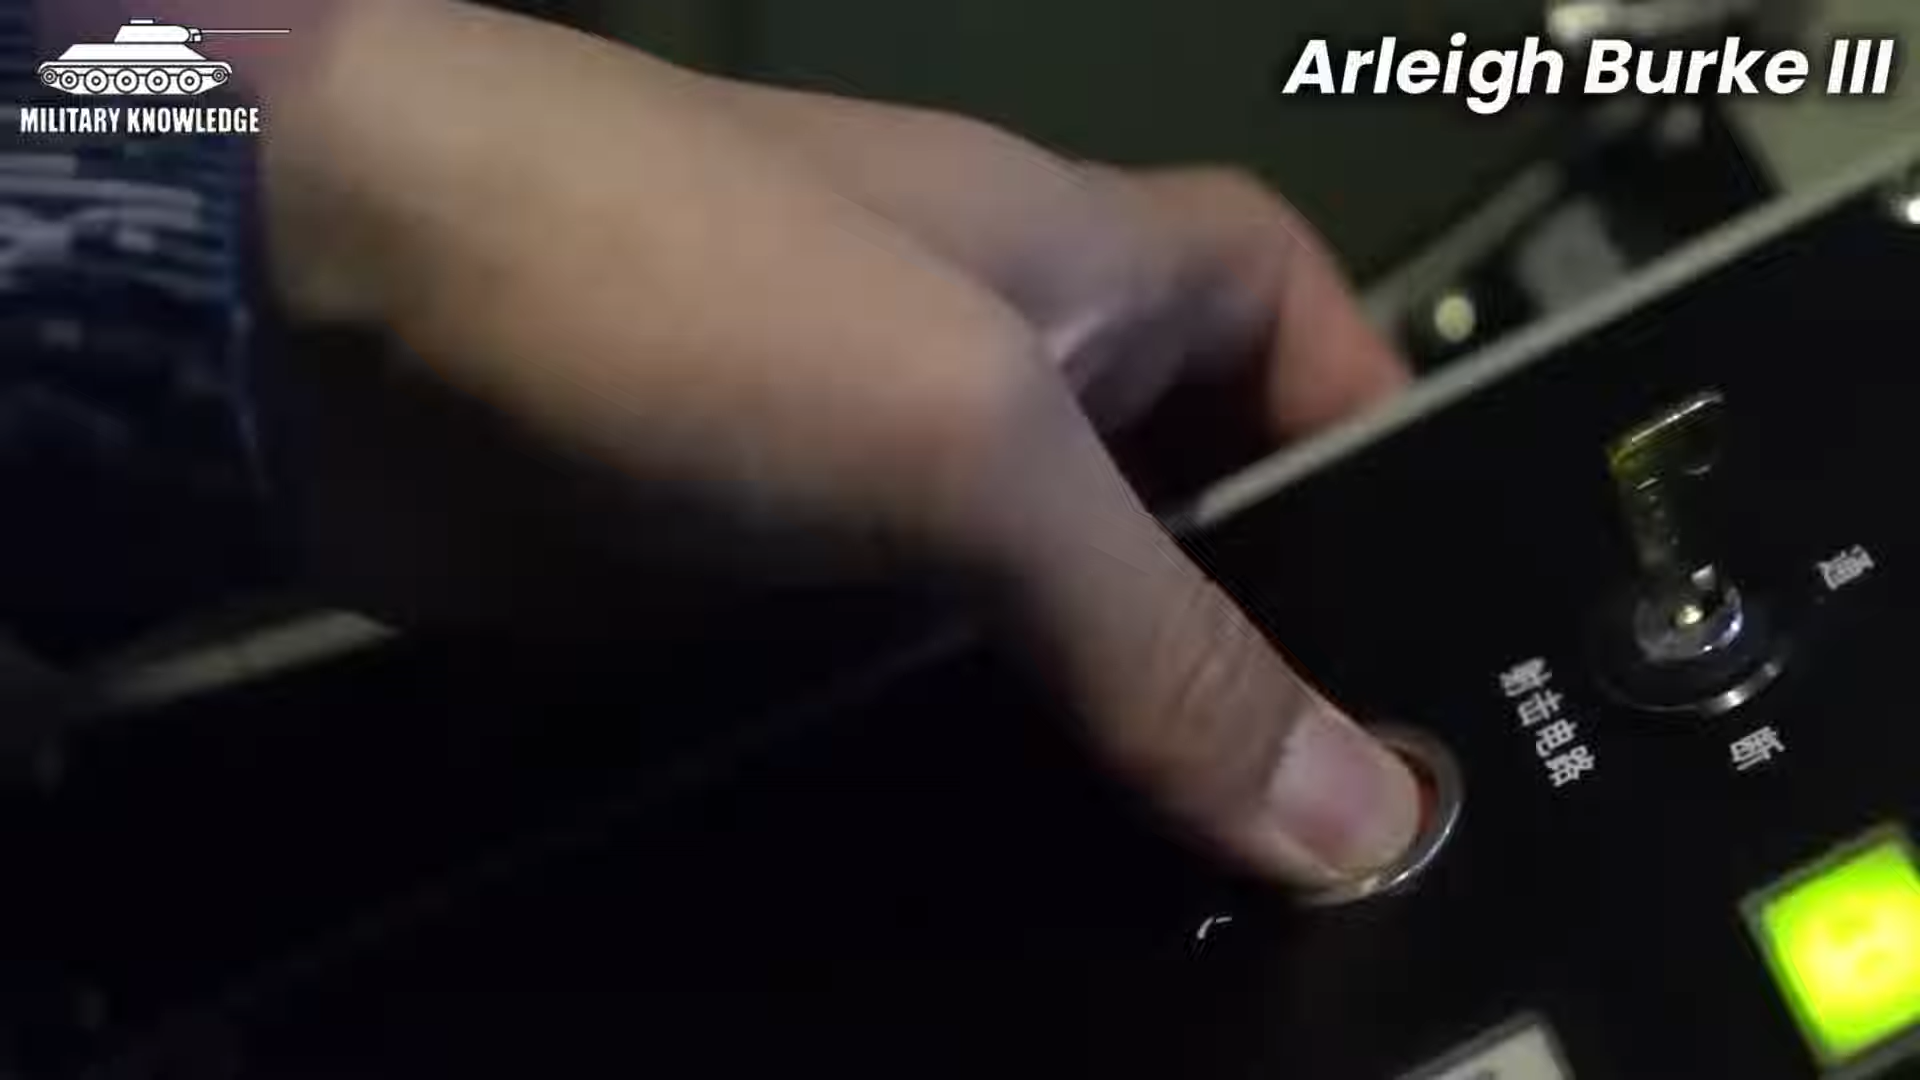 MILITARY KNOWLEDGE
Arleigh Burke III
射击电路
通
断